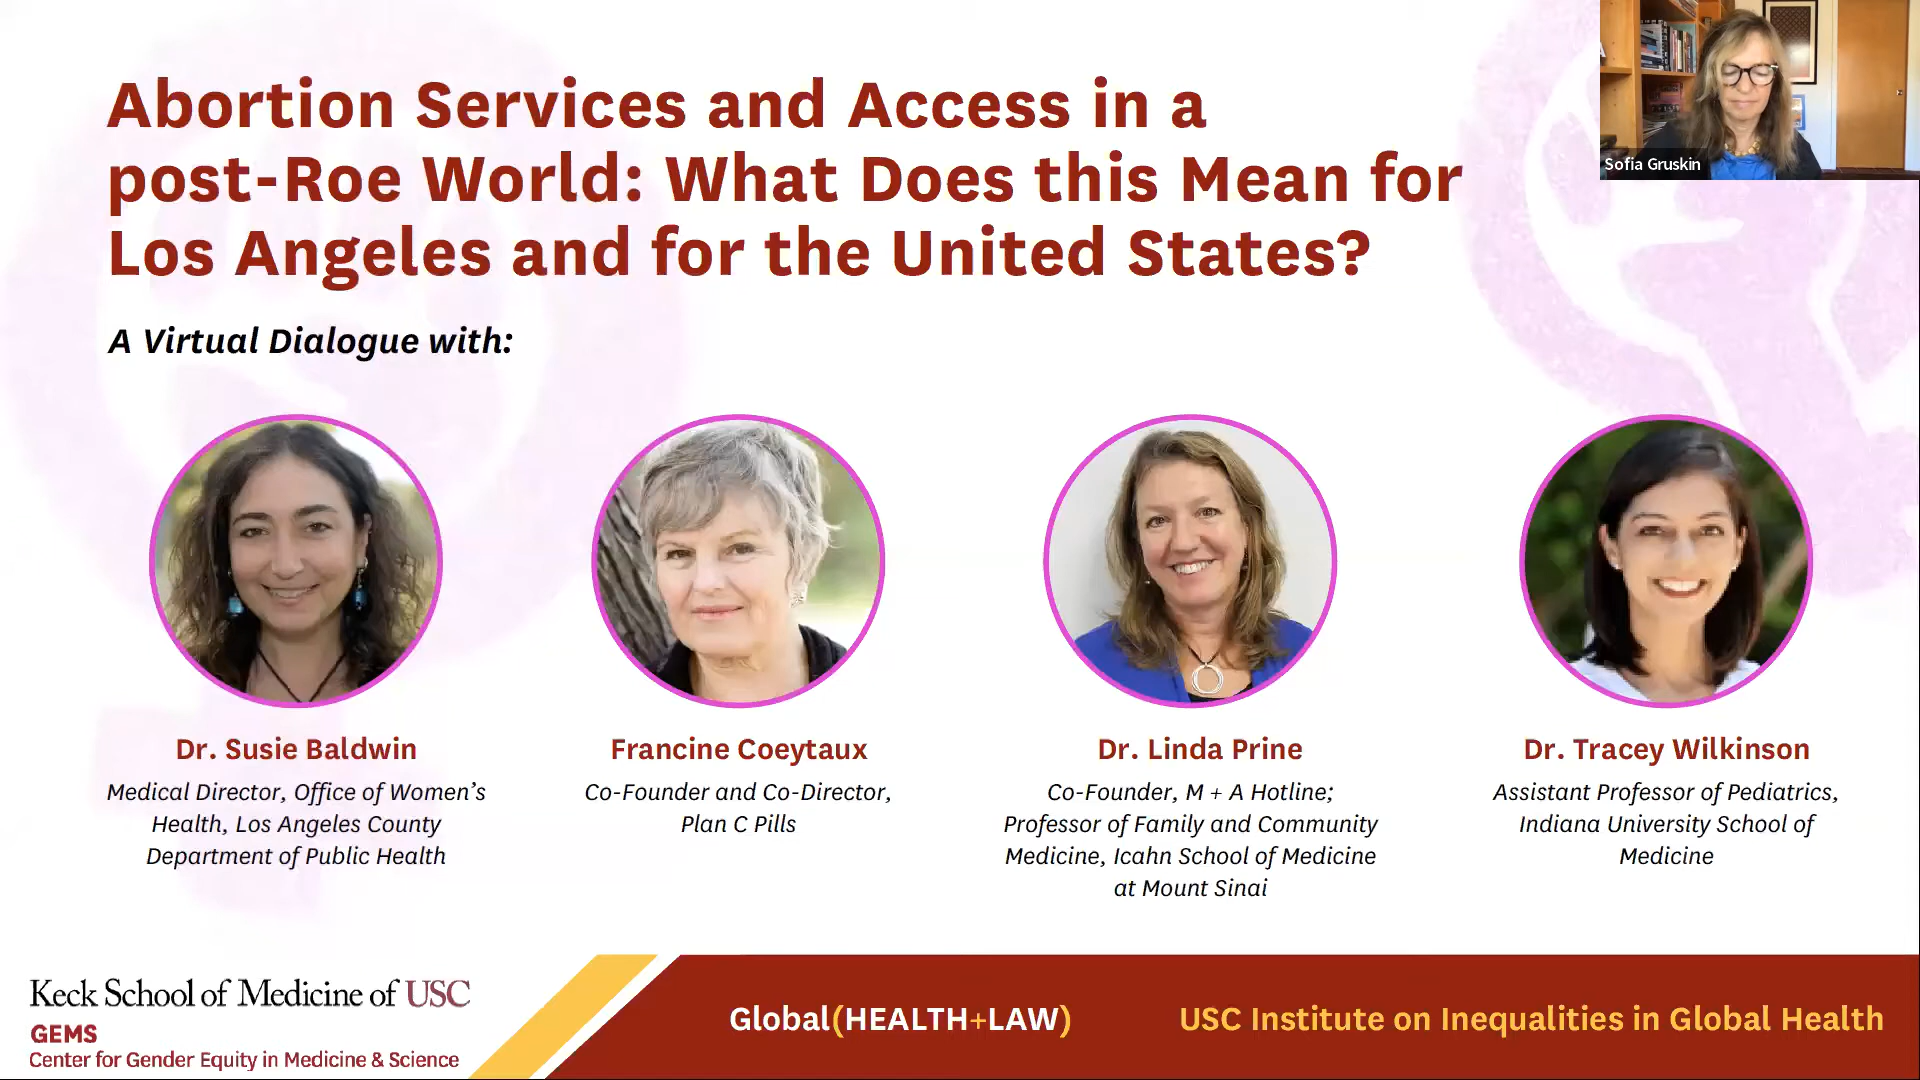 Abortion Services and Access in a
post-Roe World: What Does this Mean for
Los Angeles and for the United States?
Sofia Gruskin
A Virtual Dialogue with:
Dr. Susie Baldwin
Medical Director, Office of Women's
Health, Los Angeles County
Department of Public Health
Francine Coeytaux
Co-Founder and Co-Director,
Plan C Pills
Dr. Linda Prine
Co-Founder, M + A Hotline;
Professor of Family and Community
Medicine, Icahn School of Medicine
at Mount Sinai
Dr. Tracey Wilkinson
Assistant Professor of Pediatrics,
Indiana University School of
Medicine
Keck School of Medicine of USC
GEMS
Center for Gender Equity in Medicine & Science
Global(HEALTH+LAW)
USC Institute on Inequalities in Global Health